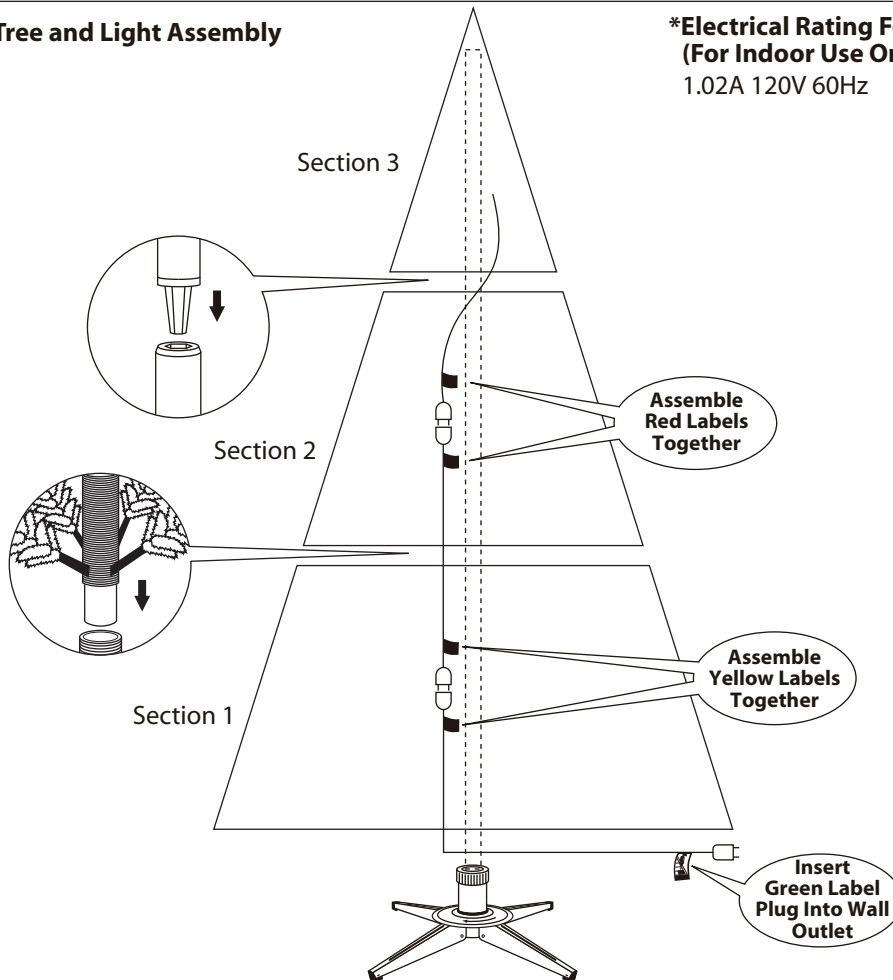 Tree and Light Assembly
*Electrical Rating F
(For Indoor Use On
1.02A 120V 60Hz
Section 3
Assemble
Red Labels
Together
Section 2
Assemble
Yellow Labels
Together
Section 1
Insert
Green Label
Plug Into Wall
Outlet